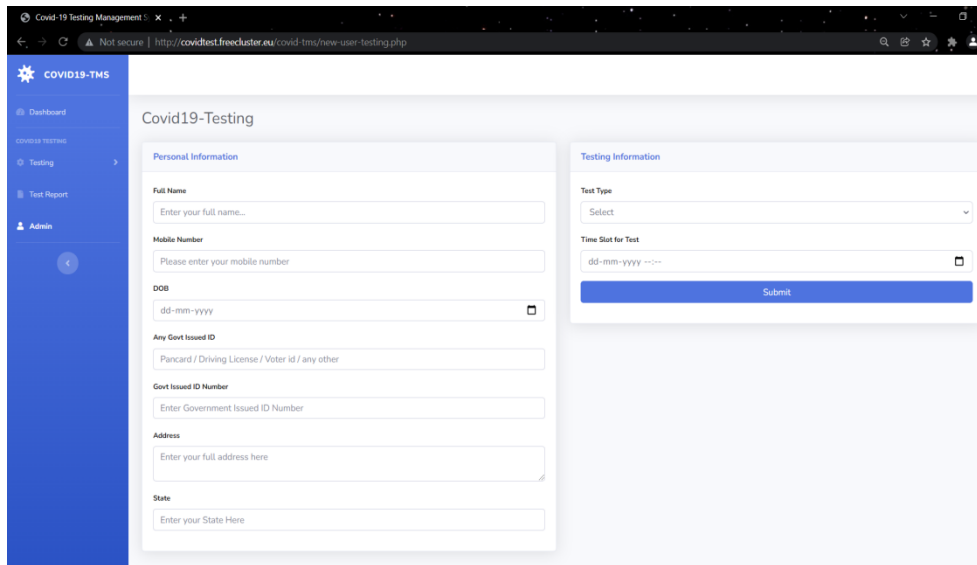 Covid-19 Testing Management S
Not secure | http://covidtest.freecluster.eu/covid-tms/new-user-testing.php
COVID19-TMS
Dashboard
COVID19 TESTING
Testing
Test Report
Admin
Covid19-Testing
Personal Information
Full Name
Enter your full name...
Mobile Number
Please enter your mobile number
DOB
dd-mm-yyyy
Any Govt Issued ID
Pancard / Driving License / Voter id / any other
Govt Issued ID Number
Enter Government Issued ID Number
Address
Enter your full address here
State
Enter your State Here
Testing Information
Test Type
Select
Time Slot for Test
dd-mm-yyyy --:--
Submit